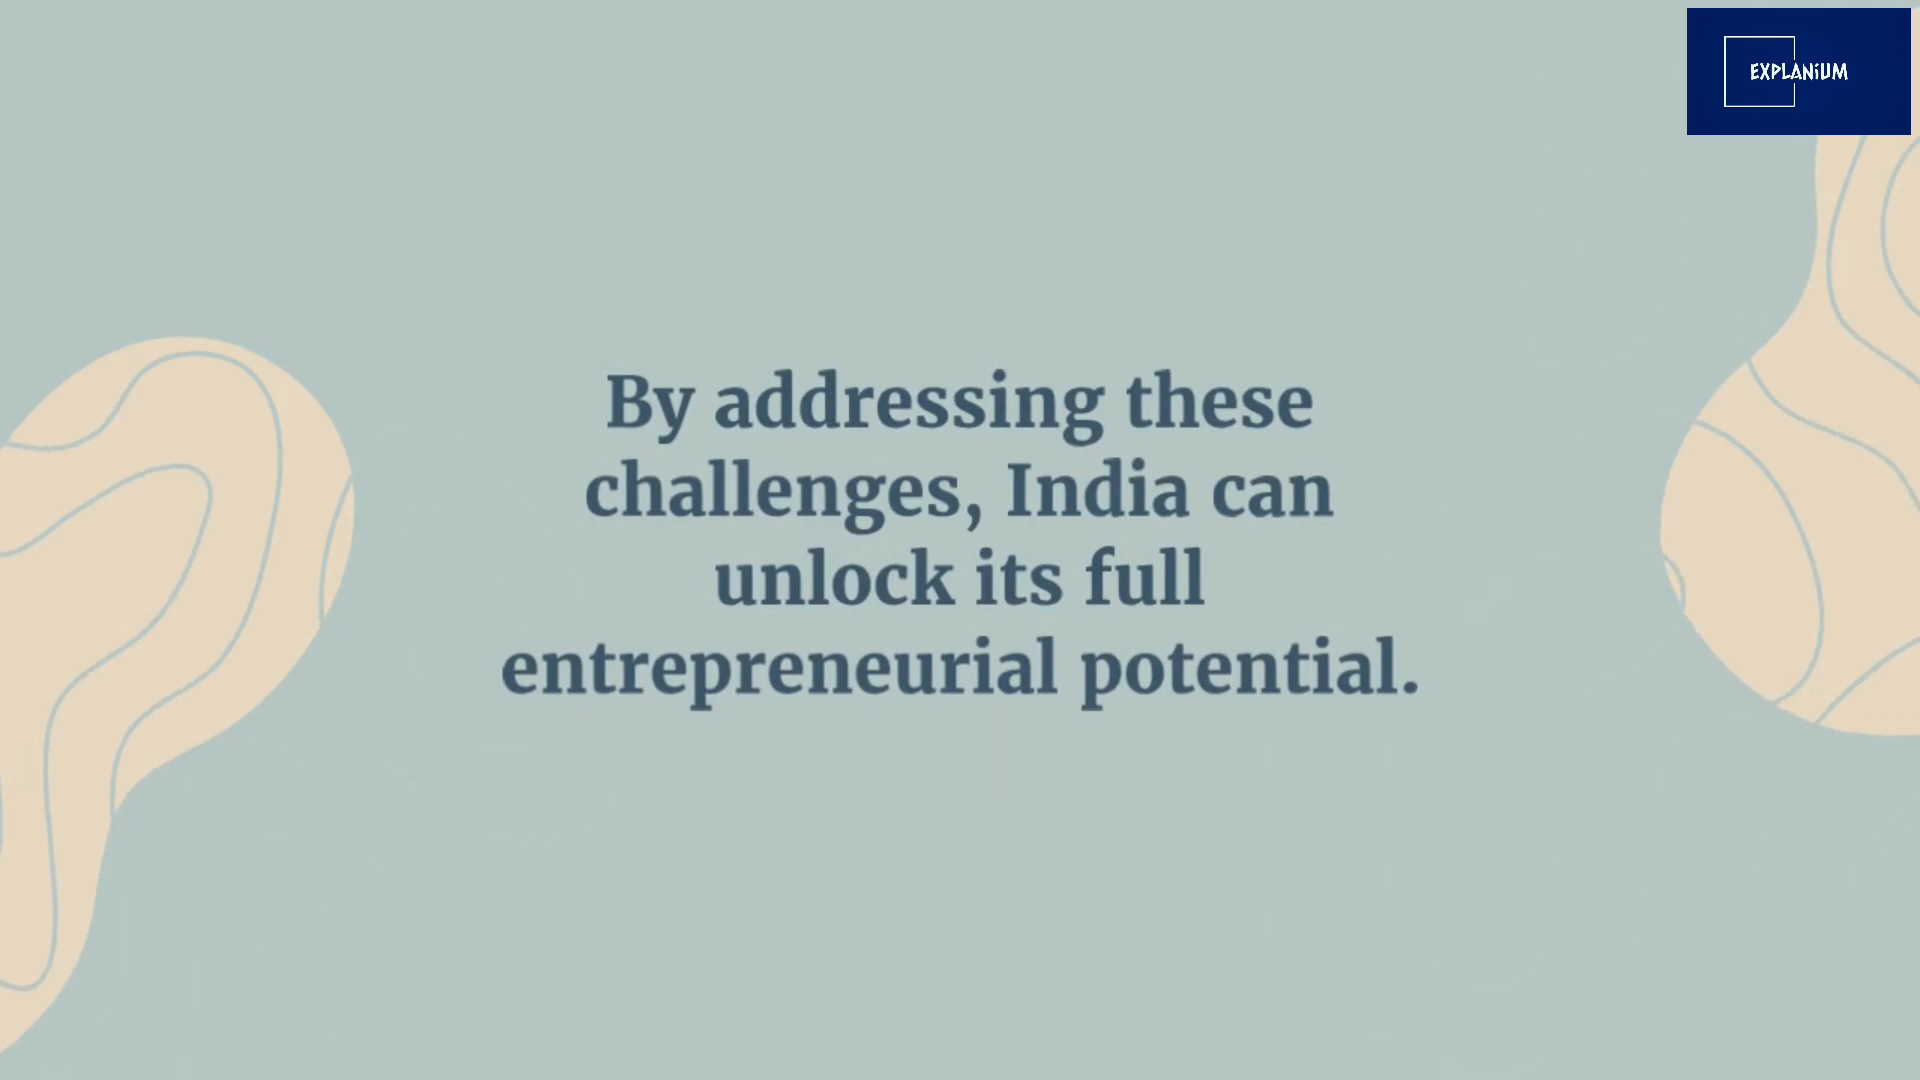 EXPLANiUM
By addressing these
challenges, India can
unlock its full
entrepreneurial potential.